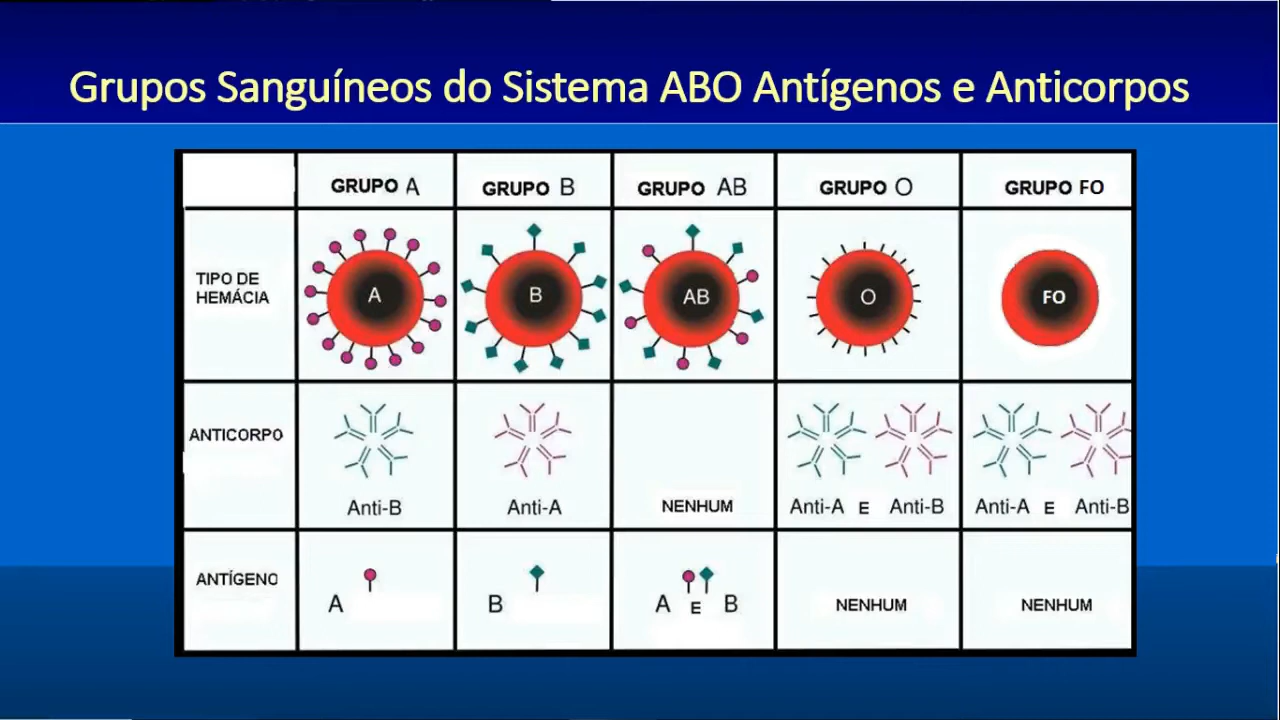 Grupos Sanguíneos do Sistema ABO Antígenos e Anticorpos
GRUPO A GRUPO B GRUPO AB GRUPO O GRUPO FO
TIPO DE
HEMÁCIA
A B AB O FO
ANTICORPO
Anti-B Anti-A NENHUM Anti-A E Anti-B Anti-A E Anti-B
ANTÍGENO
A B A E B NENHUM NENHUM